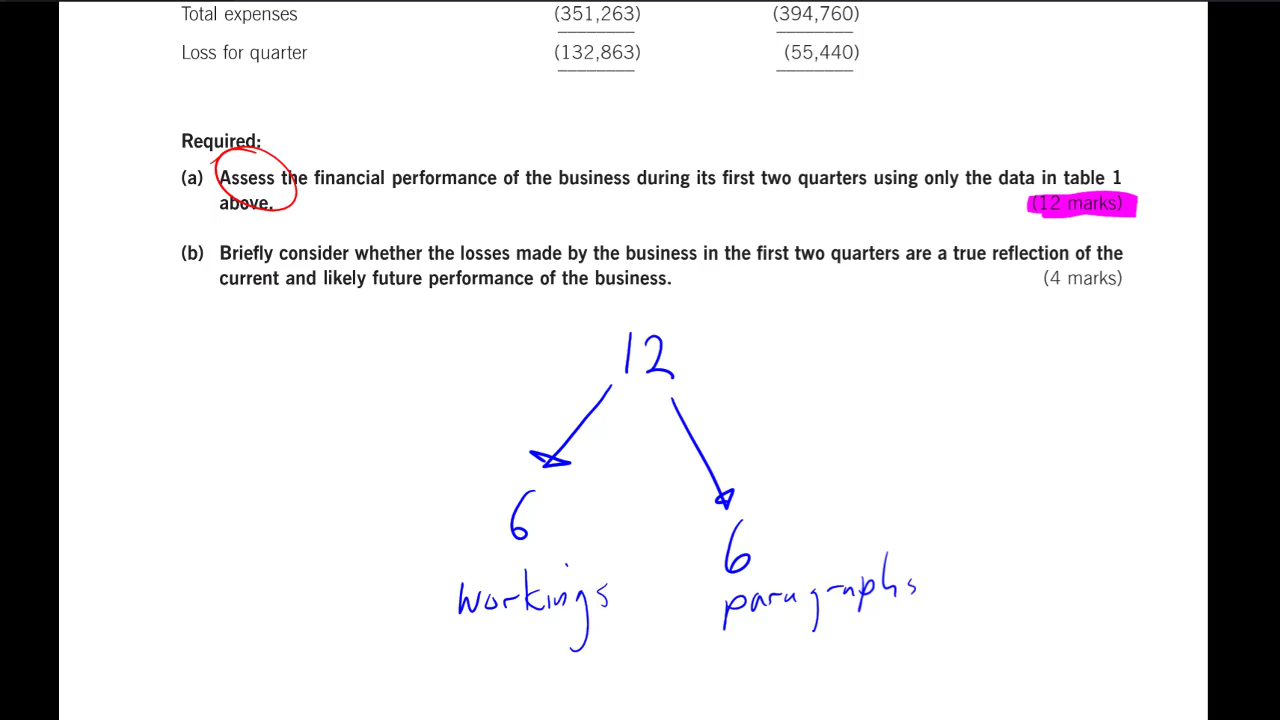 Total expenses (351,263) (394,760)
Loss for quarter (132,863) (55,440)
Required:
(a) Assess the financial performance of the business during its first two quarters using only the data in table 1
above. (12 marks)
(b) Briefly consider whether the losses made by the business in the first two quarters are a true reflection of the
current and likely future performance of the business. (4 marks)
12
6 6
workings paragraphs